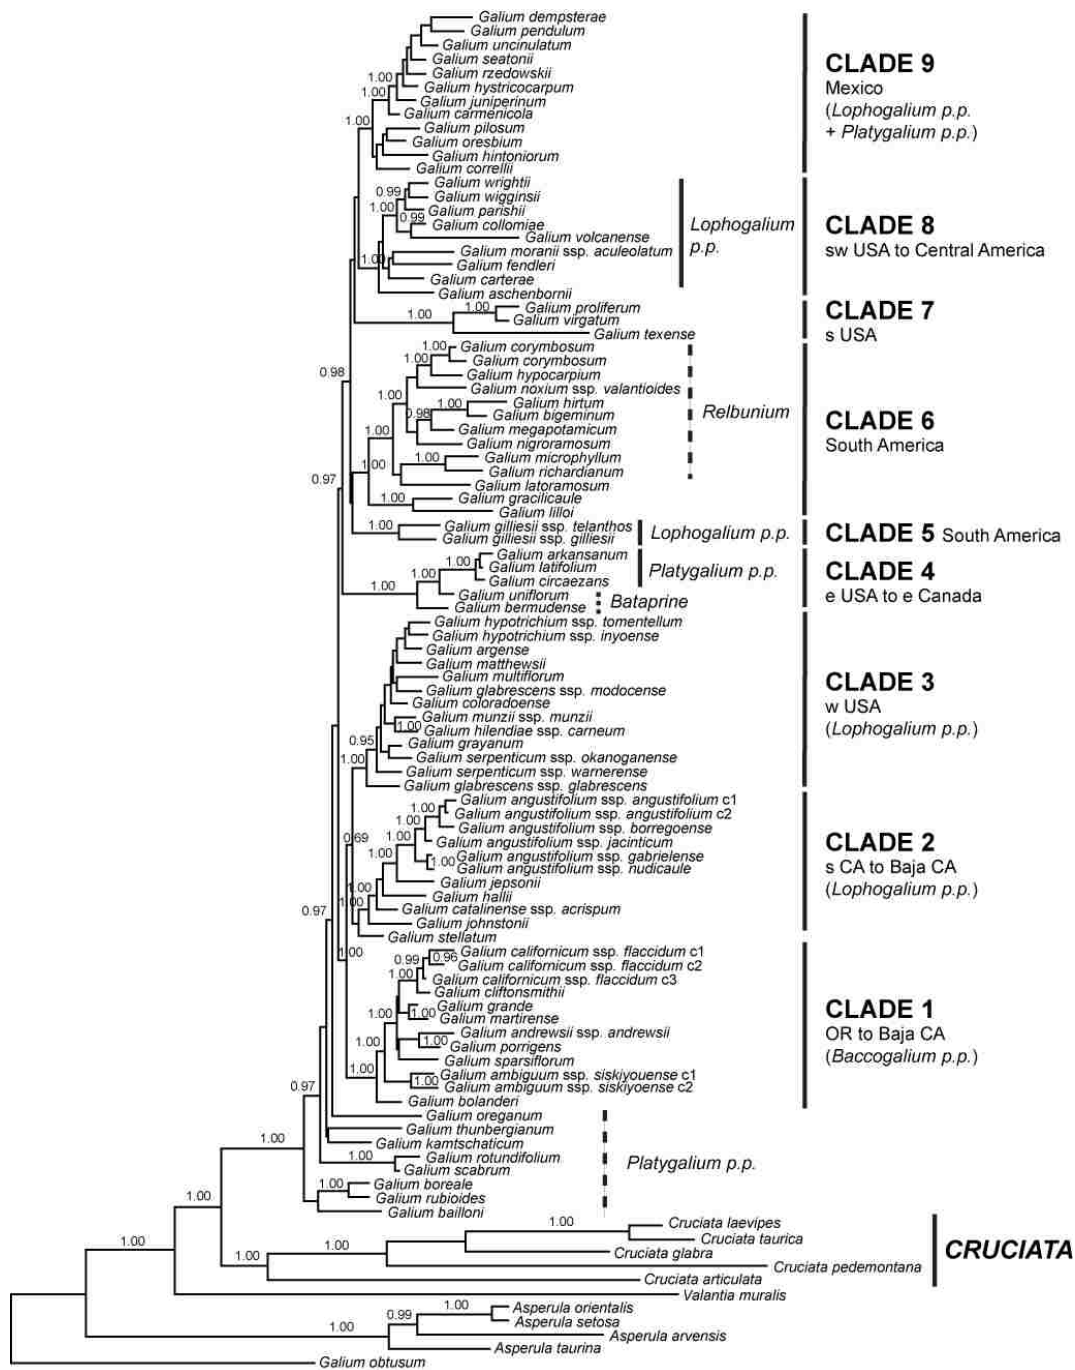 Galium dempsterae
Galium pendulum
Galium uncinulatum
Galium seatonii
Galium rzedowskii
1.00
Galium hystricocarpum
1.00
Galium juniperinum
Galium carmenicola
1.00
Galium pilosum
Galium oresbium
Galium hintoniorum
Galium correllii
CLADE 9
Mexico
(Lophogalium p.p.
+ Platygalium p.p.)
Galium wrightii
0.99
Galium wigginsii
1.00
Galium parishii
0.99
Galium collomiae
Galium volcanense
Galium moranii ssp. aculeolatum
1.00
Galium fendleri
Galium carterae
Galium aschenbornii
Lophogalium
p.p.
CLADE 8
sw USA to Central America
1.00
1.00
Galium proliferum
Galium virgatum
Galium texense
CLADE 7
s USA
0.98
1.00
Galium corymbosum
1.00
Galium corymbosum
Galium hypocarpium
Galium noxium ssp. valantioides
1.00
1.00
Galium hirtum
0.98
Galium bigeminum
Galium megapotamicum
1.00
Galium nigroramosum
Galium microphyllum
1.00
1.00
Galium richardianum
Galium latoramosum
Galium gracilicaule
1.00
Galium lilloi
Relbunium
CLADE 6
South America
0.97
1.00
Galium gilliesii ssp. telanthos
Galium gilliesii ssp. gilliesii
Lophogalium p.p.
CLADE 5 South America
1.00
Galium arkansanum
1.00
Galium latifolium
1.00
Galium circaezans
Galium uniflorum
Galium bermudense
Platygalium p.p.
Bataprine
CLADE 4
e USA to e Canada
Galium hypotrichium ssp. tomentellum
Galium hypotrichium ssp. inyoense
Galium argense
Galium matthewsii
Galium multiflorum
Galium glabrescens ssp. modocense
Galium coloradoense
Galium munzii ssp. munzii
1.00
Galium hilendiae ssp. carneum
0.95
Galium grayanum
1.00
Galium serpenticum ssp. okanoganense
Galium serpenticum ssp. warnerense
Galium glabrescens ssp. glabrescens
CLADE 3
w USA
(Lophogalium p.p.)
Galium angustifolium ssp. angustifolium c1
1.00
Galium angustifolium ssp. angustifolium c2
1.00
Galium angustifolium ssp. borregoense
0.69
1.00
Galium angustifolium ssp. jacinticum
1.00
Galium angustifolium ssp. gabrielense
1.00
Galium angustifolium ssp. nudicaule
Galium jepsonii
1.00
Galium hallii
1.00
Galium catalinense ssp. acrispum
Galium johnstonii
Galium stellatum
CLADE 2
s CA to Baja CA
(Lophogalium p.p.)
0.97
1.00
Galium californicum ssp. flaccidum c1
0.99
0.96
Galium californicum ssp. flaccidum c2
1.00
Galium californicum ssp. flaccidum c3
Galium cliftonsmithii
Galium grande
1.00
Galium martirense
Galium andrewsii ssp. andrewsii
1.00
1.00
Galium porrigens
Galium sparsiflorum
1.00
Galium ambiguum ssp. siskiyouense c1
1.00
Galium ambiguum ssp. siskiyouense c2
Galium bolanderi
CLADE 1
OR to Baja CA
(Baccogalium p.p.)
0.97
Galium oreganum
Galium thunbergianum
Galium kamtschaticum
1.00
1.00
Galium rotundifolium
Galium scabrum
Galium boreale
Galium rubioides
Galium bailloni
Platygalium p.p.
1.00
1.00
Cruciata laevipes
Cruciata taurica
1.00
1.00
Cruciata glabra
1.00
Cruciata pedemontana
Cruciata articulata
CRUCIATA
Valantia muralis
1.00
Asperula orientalis
0.99
Asperula setosa
1.00
Asperula arvensis
Asperula taurina
Galium obtusum